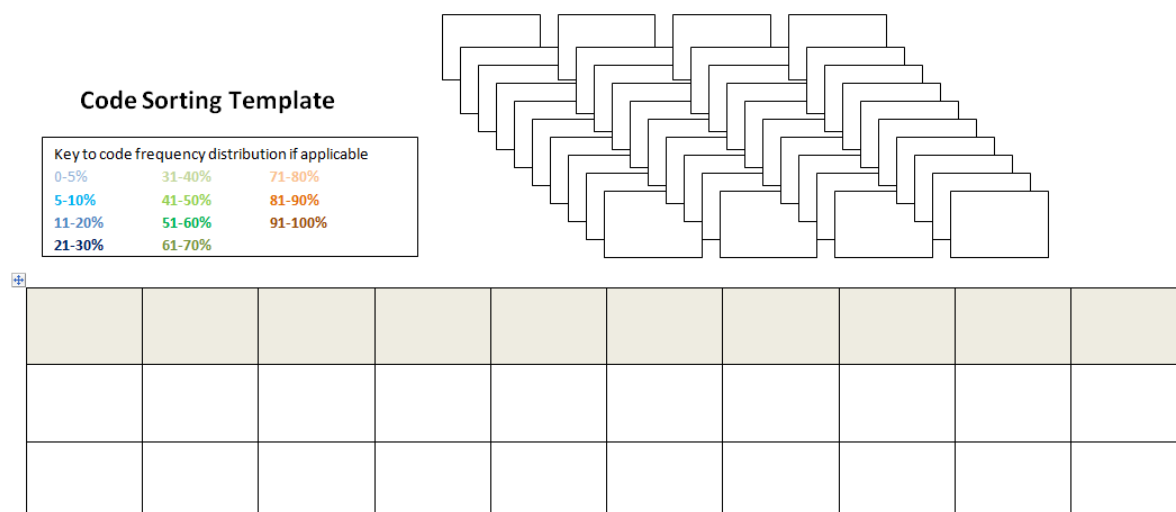 Code Sorting Template
Key to code frequency distribution if applicable
0-5% 31-40% 71-80%
5-10% 41-50% 81-90%
11-20% 51-60% 91-100%
21-30% 61-70%